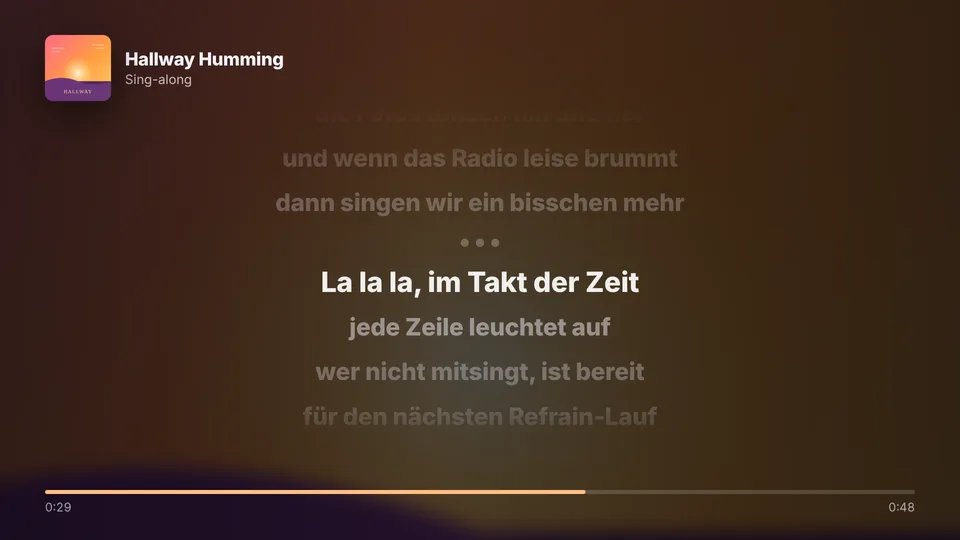 Hallway Humming
Sing-along
HALLWAY
und wenn das Radio leise brummt
dann singen wir ein bisschen mehr
•••
La la la, im Takt der Zeit
jede Zeile leuchtet auf
wer nicht mitsingt, ist bereit
für den nächsten Refrain-Lauf
0:29
0:48